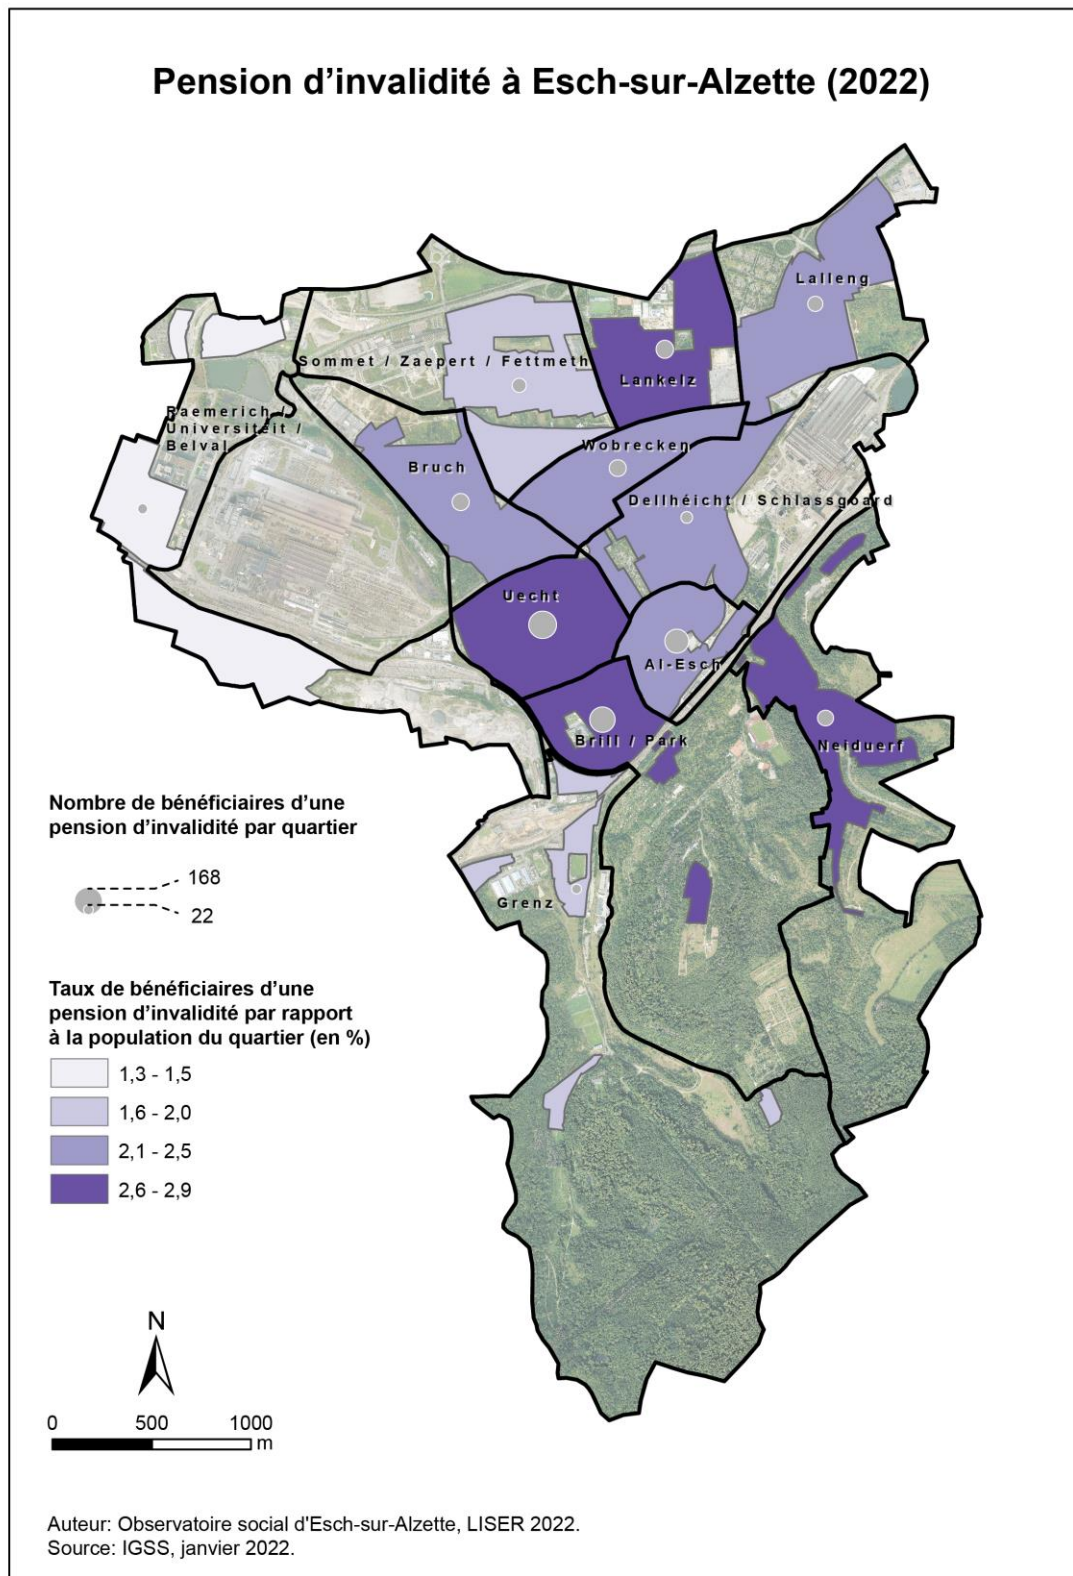 Pension d'invalidité à Esch-sur-Alzette (2022)
Lalleng
Sommet / Zaepert / Fettmeth
Lankelz
Raemerich /
Universiteit /
Belval
Wobrecken
Bruch
Dellhéicht / Schlassgoard
Uecht
Al-Esch
Brill / Park
Neiduerf
Grenz
Nombre de bénéficiaires d'une
pension d'invalidité par quartier
168
22
Taux de bénéficiaires d'une
pension d'invalidité par rapport
à la population du quartier (en %)
1,3 - 1,5
1,6 - 2,0
2,1 - 2,5
2,6 - 2,9
N
0 500 1000
m
Auteur: Observatoire social d'Esch-sur-Alzette, LISER 2022.
Source: IGSS, janvier 2022.